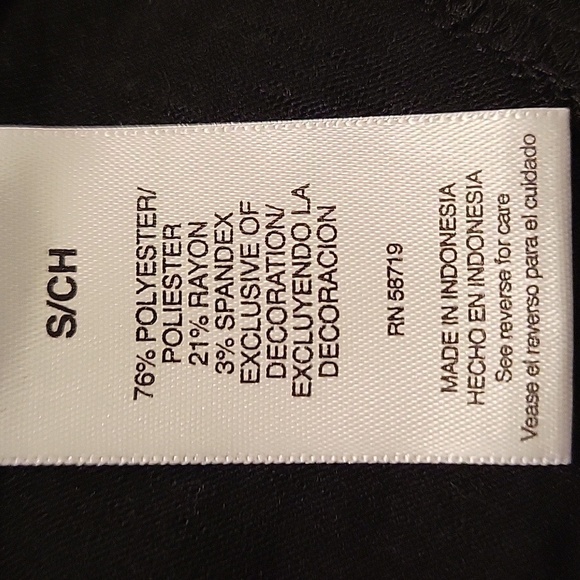 S/CH
76% POLYESTER/
POLIESTER
21% RAYON
3% SPANDEX
EXCLUSIVE OF
DECORATION/
EXCLUYENDO LA
DECORACION
RN 58719
MADE IN INDONESIA
HECHO EN INDONESIA
See reverse for care
Vease el reverso para el cuidado